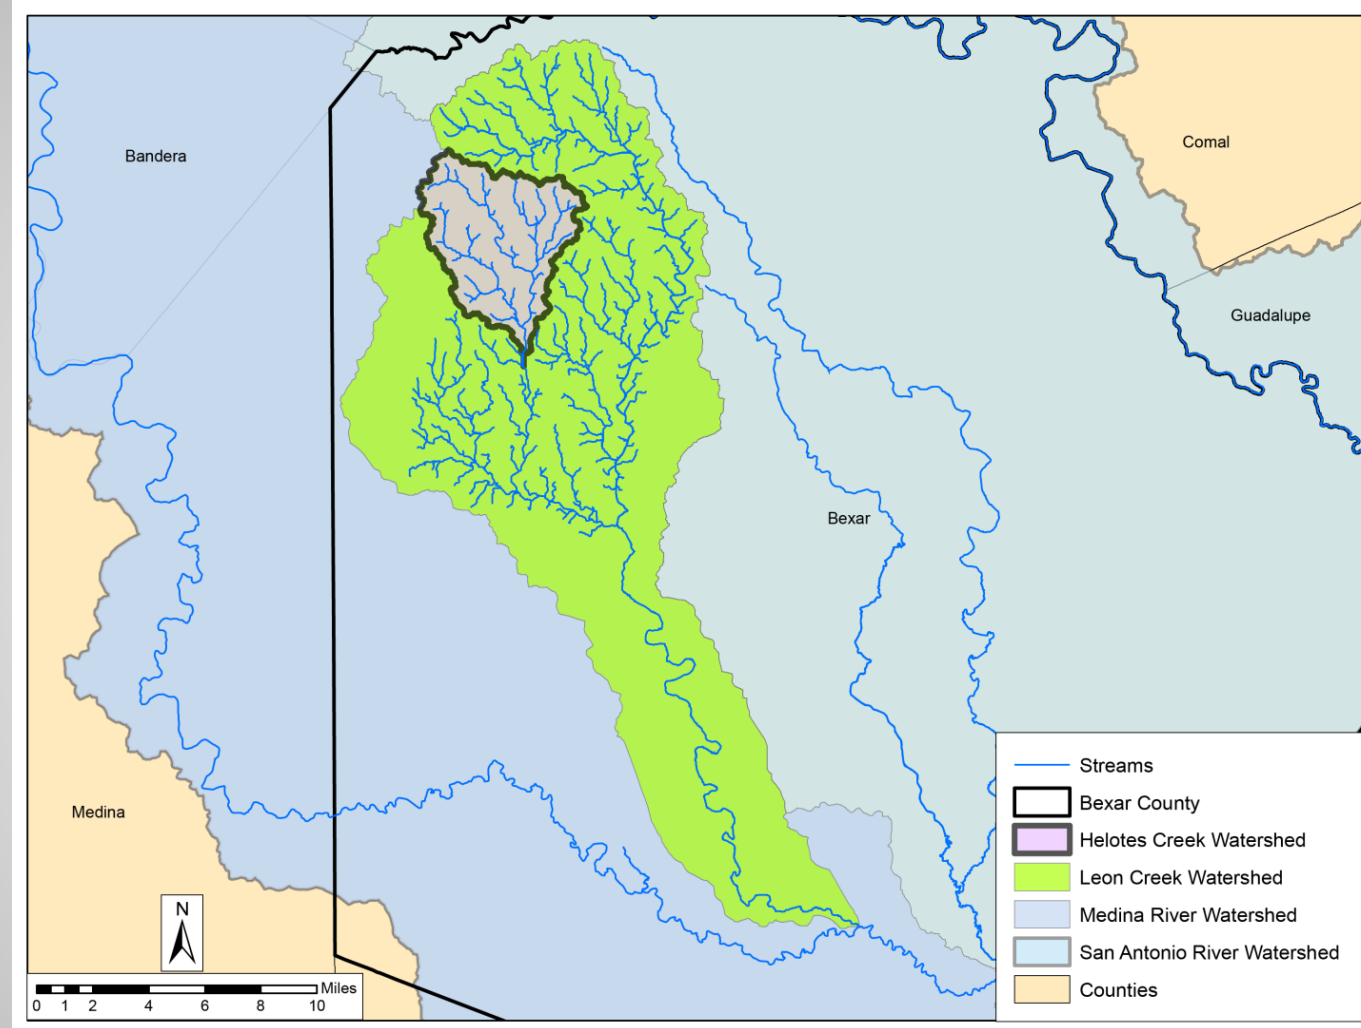 Bandera
Comal
Guadalupe
Bexar
Medina
N
Miles
0 1 2 4 6 8 10
Streams
Bexar County
Helotes Creek Watershed
Leon Creek Watershed
Medina River Watershed
San Antonio River Watershed
Counties